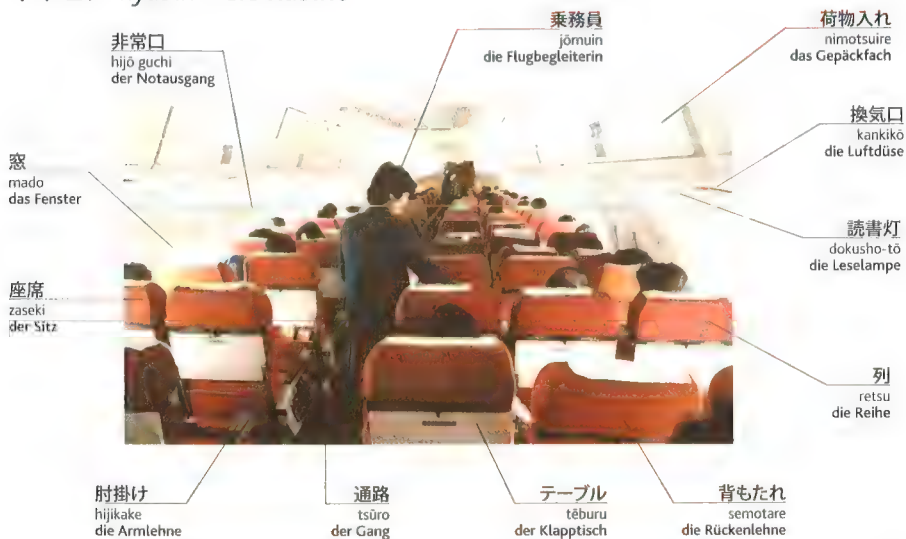 非常口
hijō guchi
der Notausgang
乗務員
jōmuin
die Flugbegleiterin
荷物入れ
nimotsuire
das Gepäckfach
換気口
kankikō
die Luftdüse
窓
mado
das Fenster
読書灯
dokusho-tō
die Leselampe
座席
zaseki
der Sitz
列
retsu
die Reihe
肘掛け
hijikake
die Armlehne
通路
tsūro
der Gang
テーブル
tēburu
der Klapptisch
背もたれ
semotare
die Rückenlehne